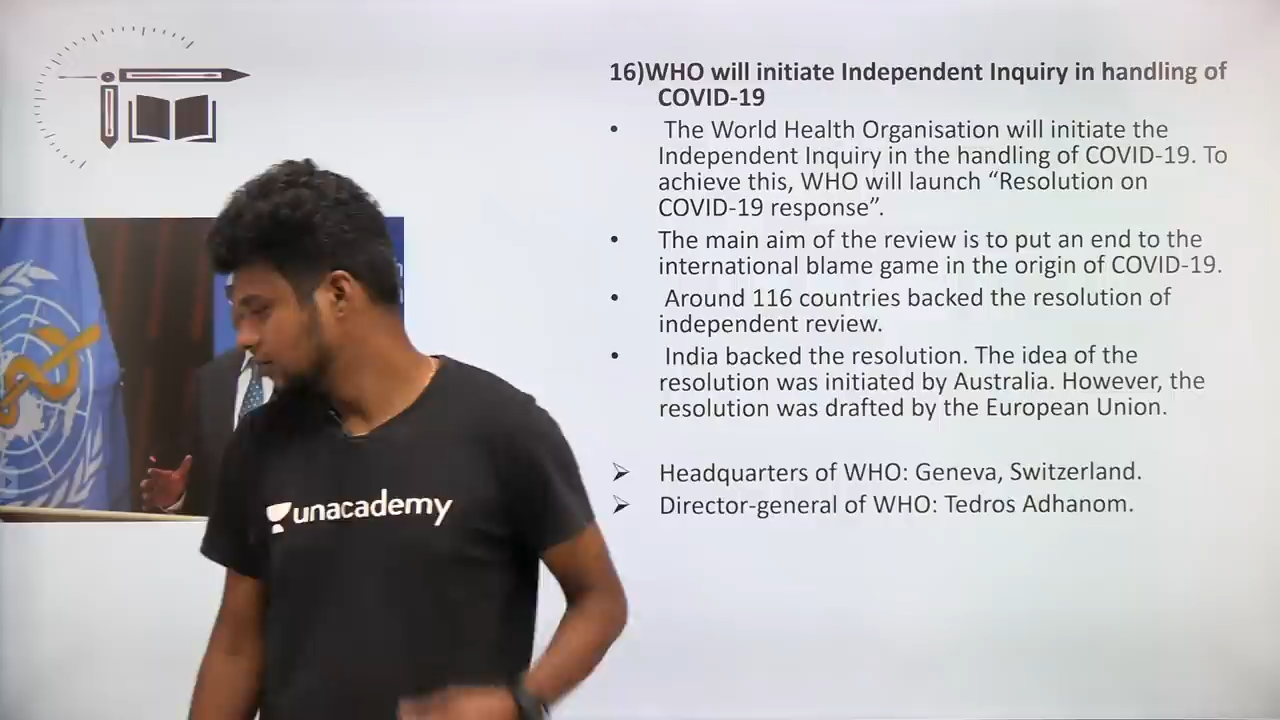 16)WHO will initiate Independent Inquiry in handling of
COVID-19
• The World Health Organisation will initiate the
Independent Inquiry in the handling of COVID-19. To
achieve this, WHO will launch “Resolution on
COVID-19 response”.
• The main aim of the review is to put an end to the
international blame game in the origin of COVID-19.
• Around 116 countries backed the resolution of
independent review.
• India backed the resolution. The idea of the
resolution was initiated by Australia. However, the
resolution was drafted by the European Union.
➢ Headquarters of WHO: Geneva, Switzerland.
➢ Director-general of WHO: Tedros Adhanom.
unacademy